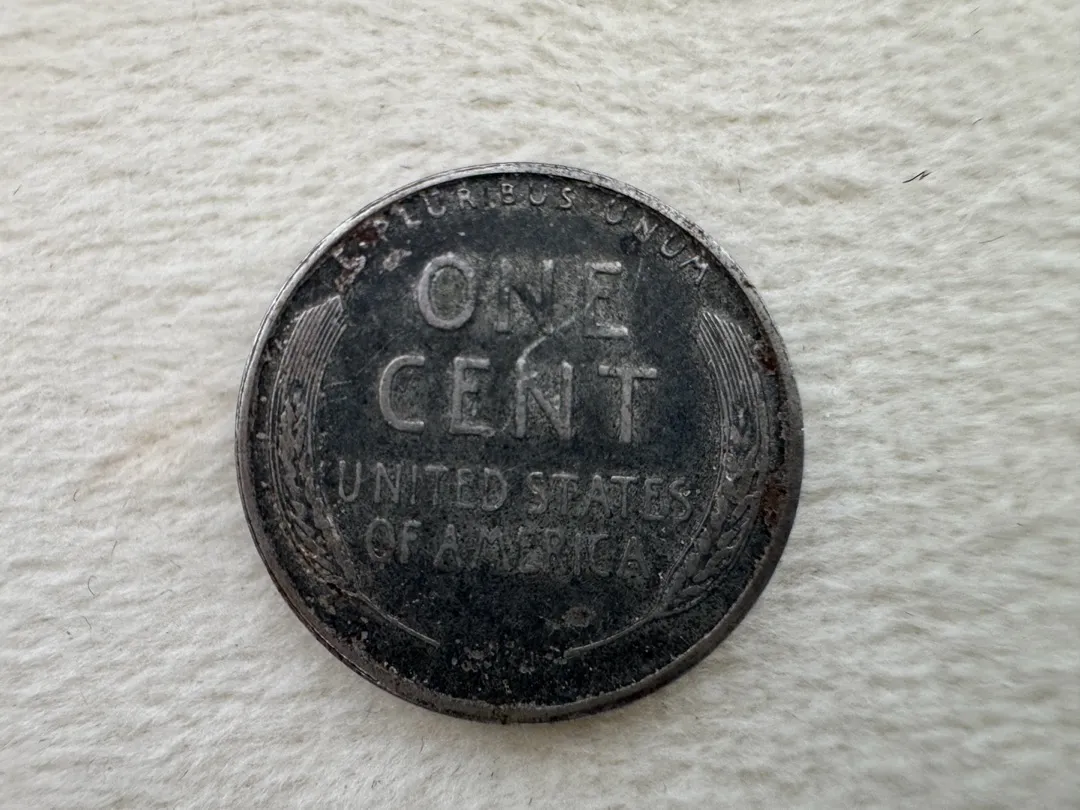 E·PLURIBUS·UNUM
ONE
CENT
UNITED STATES
OF AMERICA